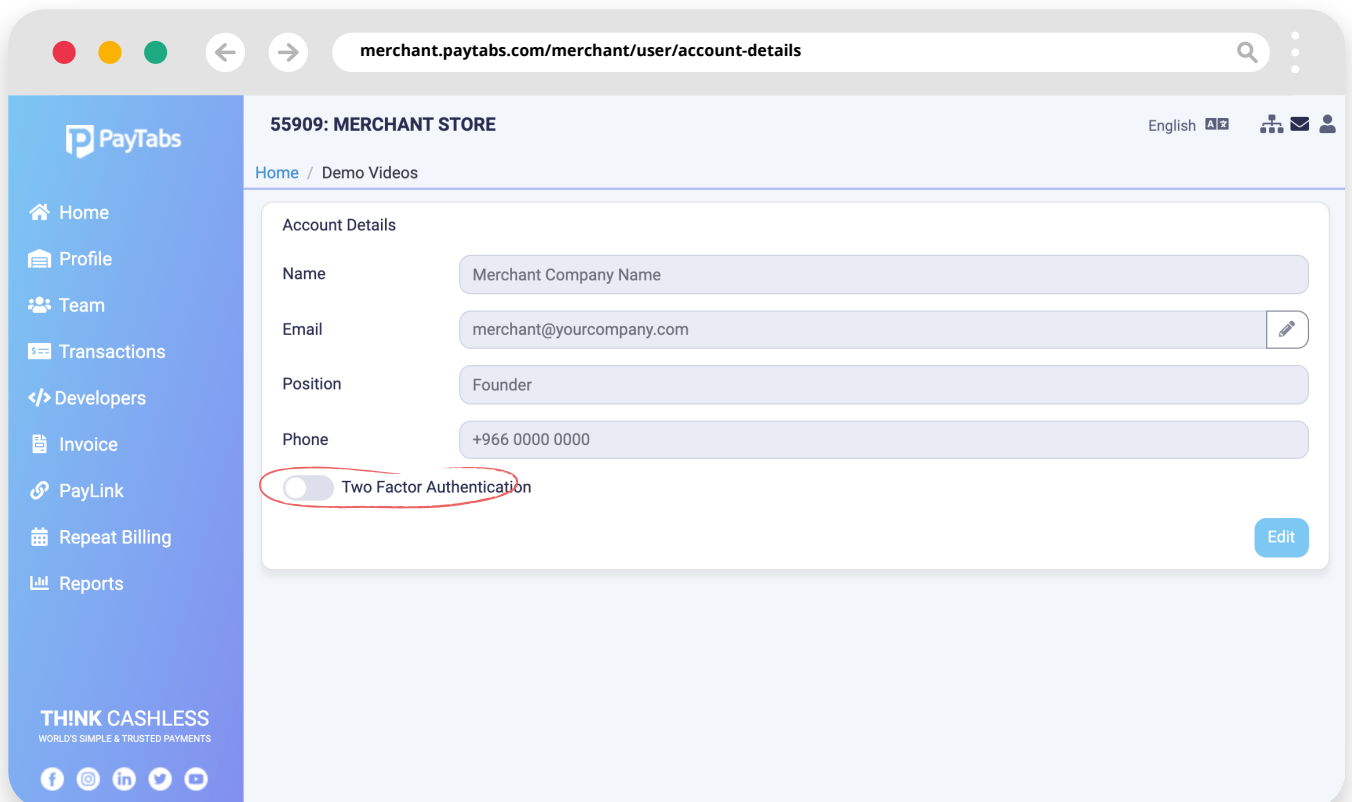 merchant.paytabs.com/merchant/user/account-details
PayTabs
55909: MERCHANT STORE
English
Home / Demo Videos
Home
Profile
Team
Transactions
Developers
Invoice
PayLink
Repeat Billing
Reports
Account Details
Name
Merchant Company Name
Email
merchant@yourcompany.com
Position
Founder
Phone
+966 0000 0000
Two Factor Authentication
Edit
TH!NK CASHLESS
WORLD'S SIMPLE & TRUSTED PAYMENTS